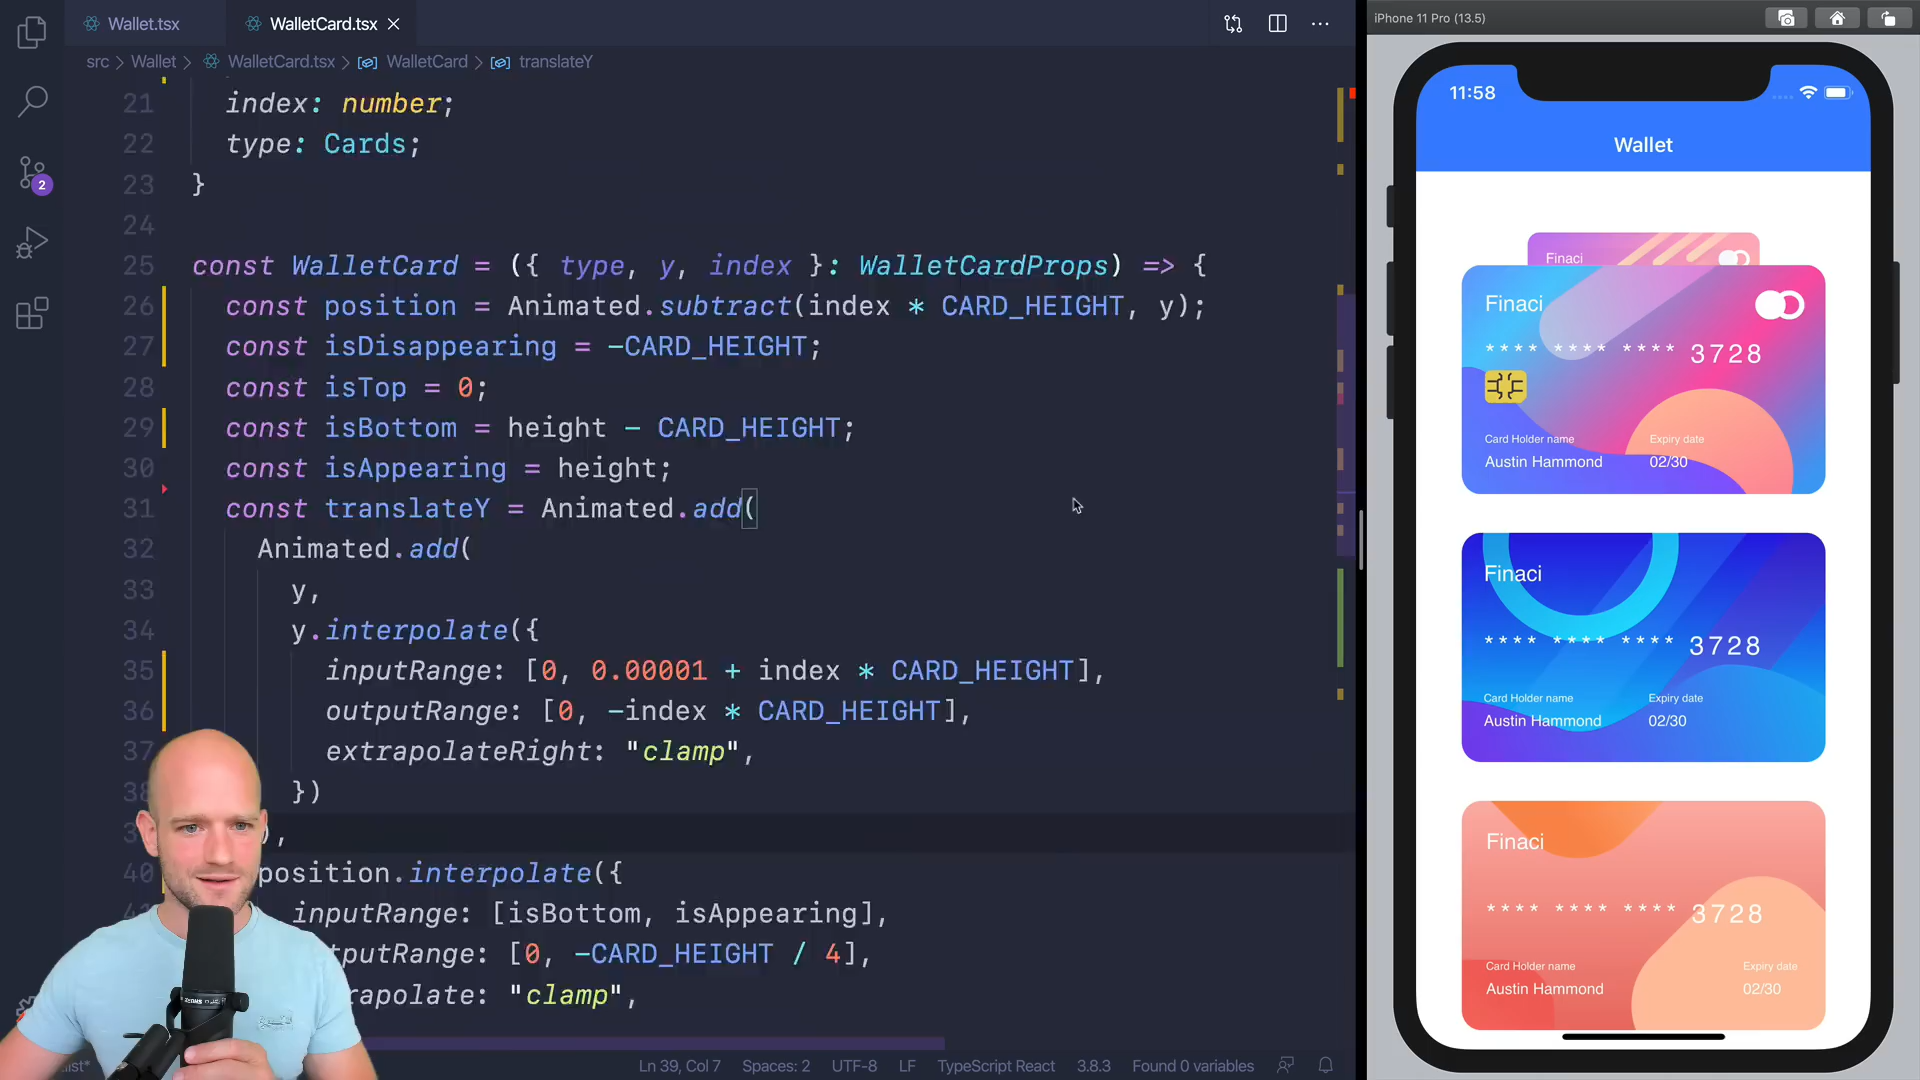 Wallet.tsx
WalletCard.tsx
src > Wallet > WalletCard.tsx > WalletCard > translateY
21 index: number;
22 type: Cards;
23 }
24
25 const WalletCard = ({ type, y, index }: WalletCardProps) => {
26 const position = Animated.subtract(index * CARD_HEIGHT, y);
27 const isDisappearing = -CARD_HEIGHT;
28 const isTop = 0;
29 const isBottom = height - CARD_HEIGHT;
30 const isAppearing = height;
31 const translateY = Animated.add(
32 Animated.add(
33 y,
34 y.interpolate({
35 inputRange: [0, 0.00001 + index * CARD_HEIGHT],
36 outputRange: [0, -index * CARD_HEIGHT],
37 extrapolateRight: "clamp",
38 })
),
40 position.interpolate({
inputRange: [isBottom, isAppearing],
putRange: [0, -CARD_HEIGHT / 4],
rapolate: "clamp",
2
Ln 39, Col 7
Spaces: 2
UTF-8
LF
TypeScript React
3.8.3
Found 0 variables
iPhone 11 Pro (13.5)
11:58
Wallet
Finaci
Finaci
**** **** **** 3728
Card Holder name
Expiry date
Austin Hammond
02/30
Finaci
**** **** **** 3728
Card Holder name
Expiry date
Austin Hammond
02/30
Finaci
**** **** **** 3728
Card Holder name
Expiry date
Austin Hammond
02/30